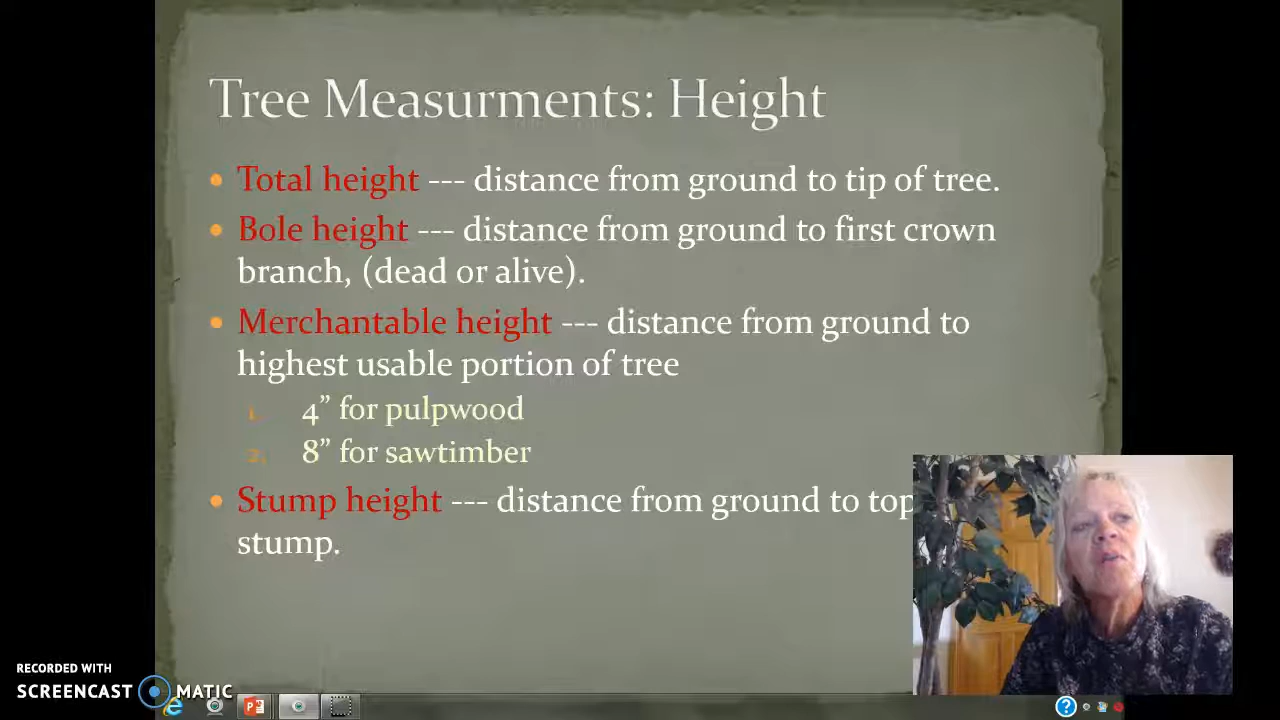 Tree Measurments: Height
• Total height --- distance from ground to tip of tree.
• Bole height --- distance from ground to first crown
branch, (dead or alive).
• Merchantable height --- distance from ground to
highest usable portion of tree
1. 4” for pulpwood
2. 8” for sawtimber
• Stump height --- distance from ground to top
stump.
RECORDED WITH
SCREENCAST MATIC